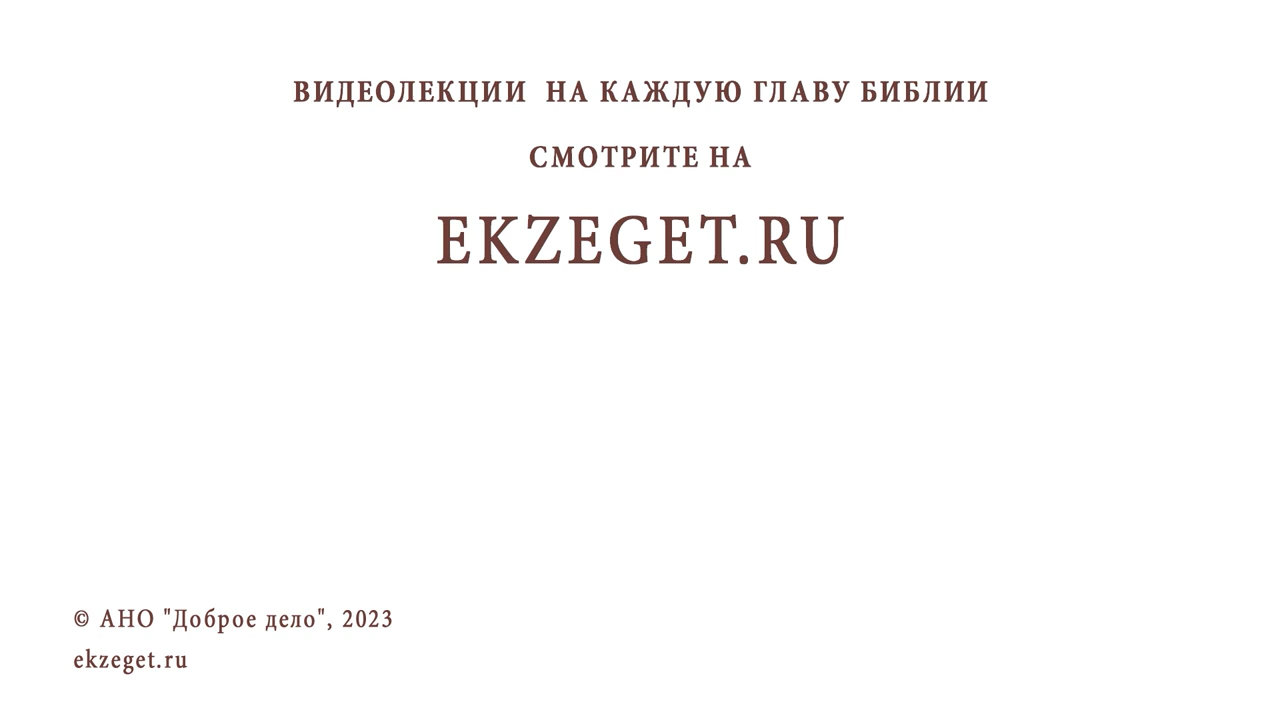 ВИДЕОЛЕКЦИИ НА КАЖДУЮ ГЛАВУ БИБЛИИ
СМОТРИТЕ НА
EKZEGET.RU
© АНО "Доброе дело", 2023
ekzeget.ru